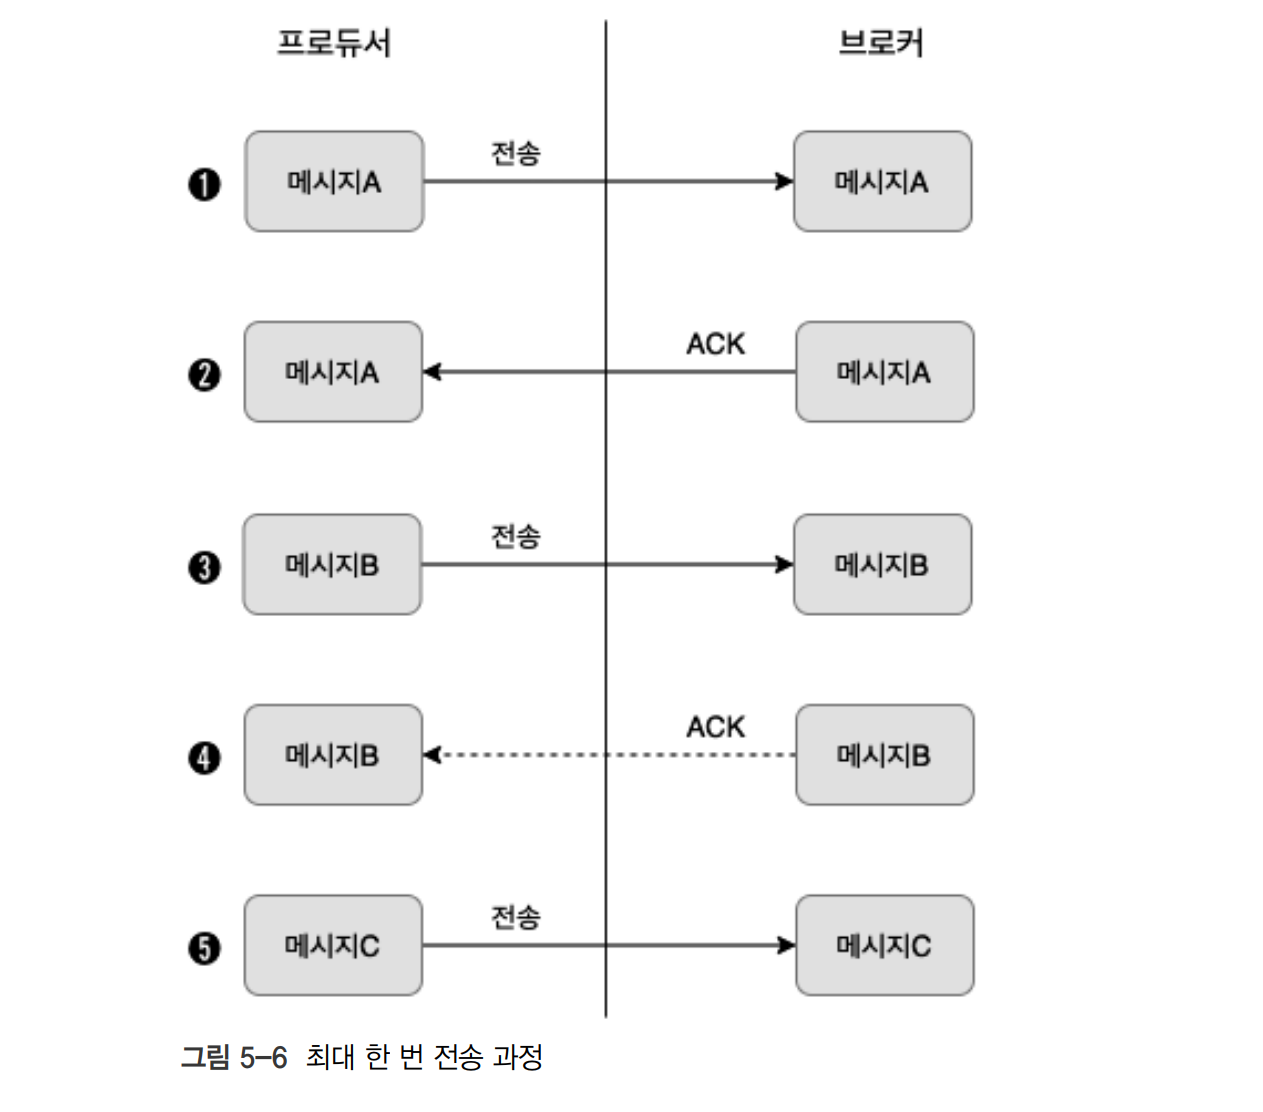 프로듀서 브로커
전송
❶ 메시지A 메시지A
ACK
❷ 메시지A 메시지A
전송
❸ 메시지B 메시지B
ACK
❹ 메시지B 메시지B
전송
❺ 메시지C 메시지C
그림 5–6 최대 한 번 전송 과정